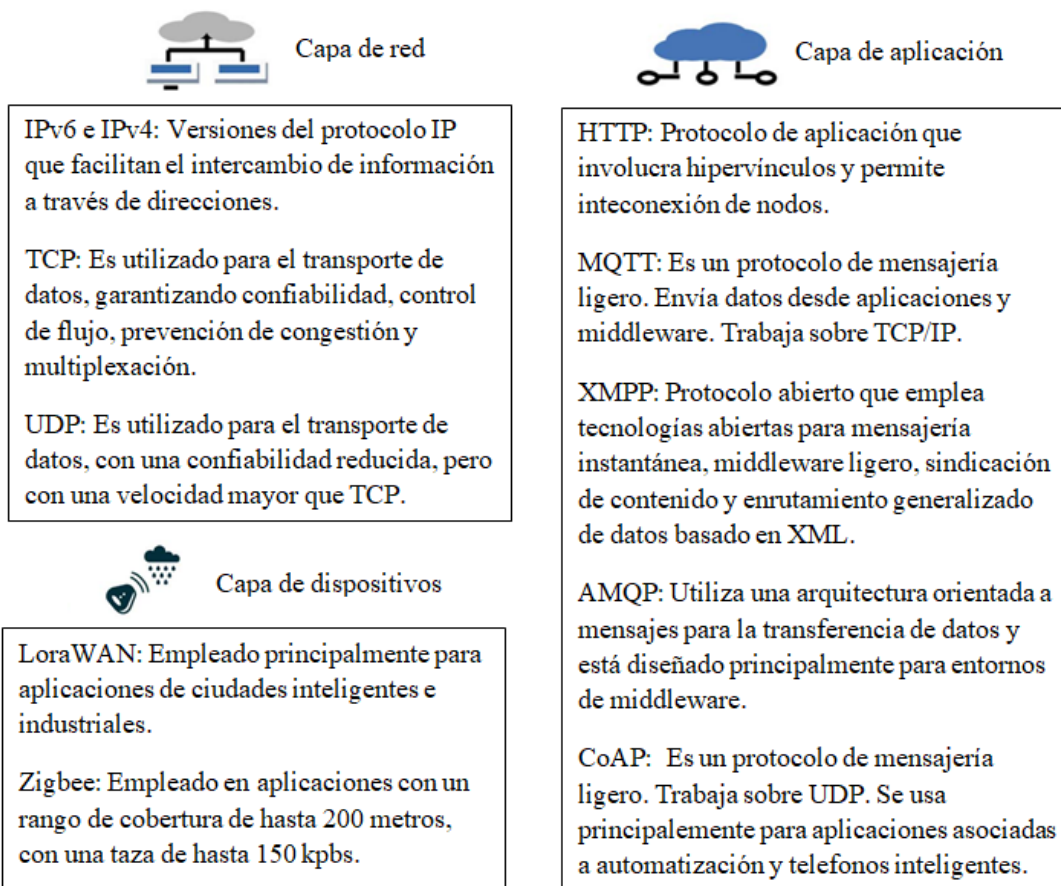 Capa de red
IPv6 e IPv4: Versiones del protocolo IP
que facilitan el intercambio de información
a través de direcciones.
TCP: Es utilizado para el transporte de
datos, garantizando confiabilidad, control
de flujo, prevención de congestión y
multiplexación.
UDP: Es utilizado para el transporte de
datos, con una confiabilidad reducida, pero
con una velocidad mayor que TCP.
Capa de dispositivos
LoraWAN: Empleado principalmente para
aplicaciones de ciudades inteligentes e
industriales.
Zigbee: Empleado en aplicaciones con un
rango de cobertura de hasta 200 metros,
con una taza de hasta 150 kpbs.
Capa de aplicación
HTTP: Protocolo de aplicación que
involucra hipervínculos y permite
inteconexión de nodos.
MQTT: Es un protocolo de mensajería
ligero. Envía datos desde aplicaciones y
middleware. Trabaja sobre TCP/IP.
XMPP: Protocolo abierto que emplea
tecnologías abiertas para mensajería
instantánea, middleware ligero, sindicación
de contenido y enrutamiento generalizado
de datos basado en XML.
AMQP: Utiliza una arquitectura orientada a
mensajes para la transferencia de datos y
está diseñado principalmente para entornos
de middleware.
CoAP: Es un protocolo de mensajería
ligero. Trabaja sobre UDP. Se usa
principalemente para aplicaciones asociadas
a automatización y telefonos inteligentes.